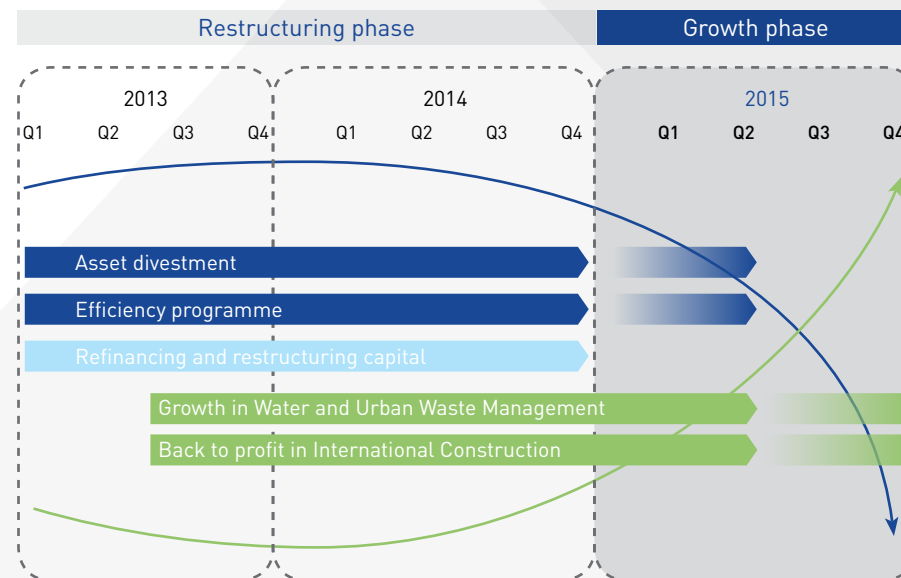 Restructuring phase
Growth phase
2013
2014
2015
Q1 Q2 Q3 Q4 Q1 Q2 Q3 Q4 Q1 Q2 Q3 Q4
Asset divestment
Efficiency programme
Refinancing and restructuring capital
Growth in Water and Urban Waste Management
Back to profit in International Construction